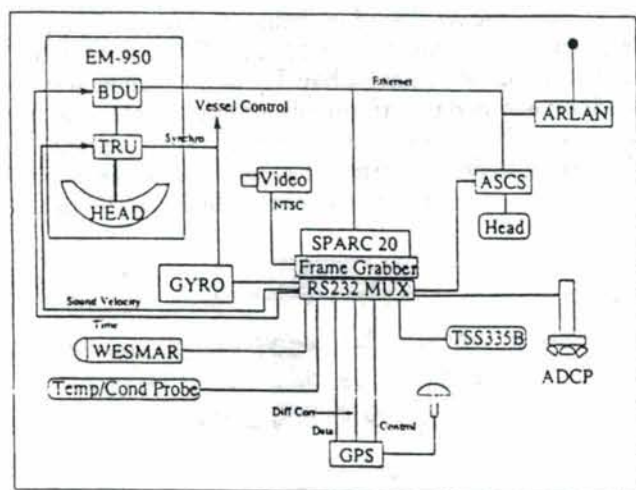 EM-950
BDU
Ethernet
Vessel Control
ARLAN
TRU
Synchro
Video
ASCS
HEAD
NTSC
Head
SPARC 20
Frame Grabber
GYRO
RS232 MUX
Sound Velocity
Time
WESMAR
TSS335B
ADCP
Temp/Cond Probe
Diff Corr
Data
Control
GPS